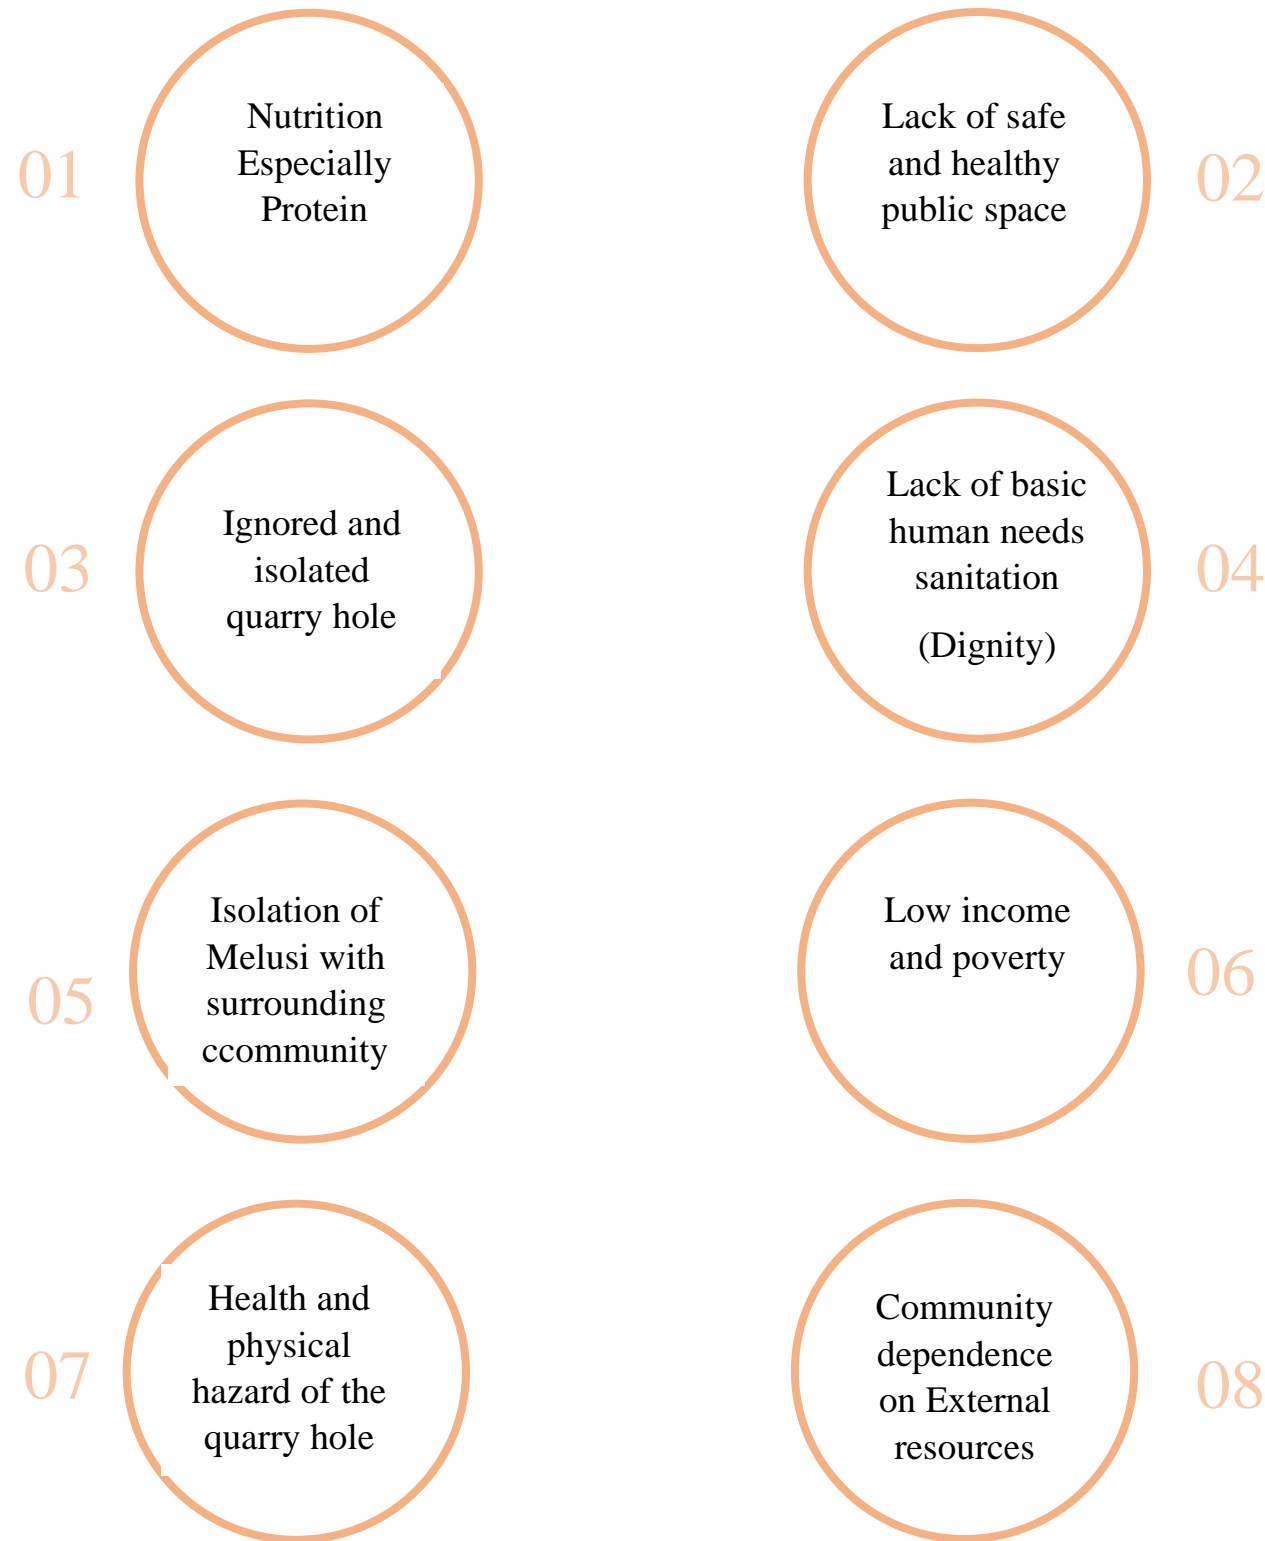 01
Nutrition
Especially
Protein
Lack of safe
and healthy
public space
02
03
Ignored and
isolated
quarry hole
Lack of basic
human needs
sanitation
(Dignity)
04
05
Isolation of
Melusi with
surrounding
ccommunity
Low income
and poverty
06
07
Health and
physical
hazard of the
quarry hole
Community
dependence
on External
resources
08